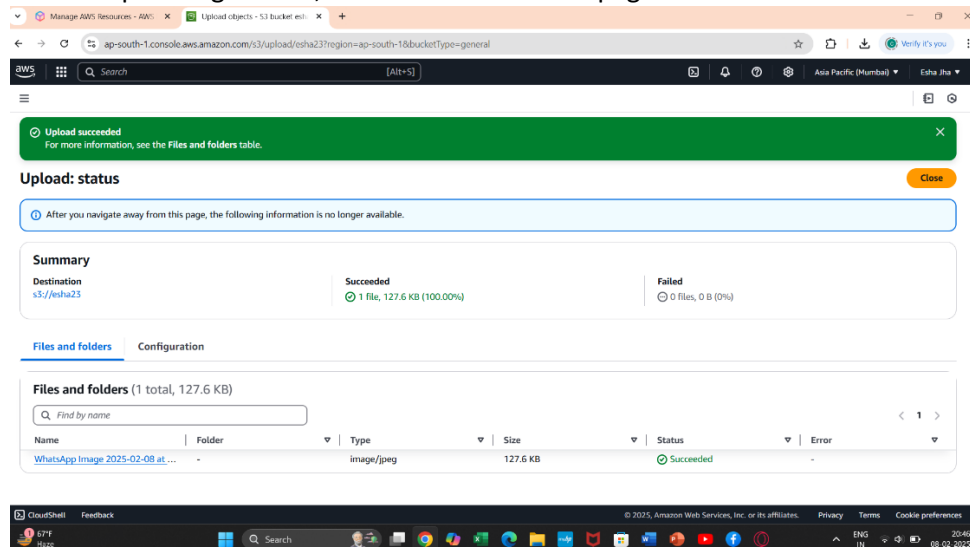 Manage AWS Resources - AWS
Upload objects - S3 bucket esh
ap-south-1.console.aws.amazon.com/s3/upload/esha23?region=ap-south-1&bucketType=general
Verify it's you
aws
Search
[Alt+S]
Asia Pacific (Mumbai)
Esha Jha
Upload succeeded
For more information, see the Files and folders table.
Upload: status
Close
After you navigate away from this page, the following information is no longer available.
Summary
Destination
s3://esha23
Succeeded
1 file, 127.6 KB (100.00%)
Failed
0 files, 0 B (0%)
Files and folders
Configuration
Files and folders (1 total, 127.6 KB)
Find by name
1
Name
Folder
Type
Size
Status
Error
WhatsApp Image 2025-02-08 at ...
-
image/jpeg
127.6 KB
Succeeded
-
CloudShell
Feedback
© 2025, Amazon Web Services, Inc. or its affiliates.
Privacy
Terms
Cookie preferences
1
67°F
Haze
Search
ENG
IN
20:46
08-02-2025